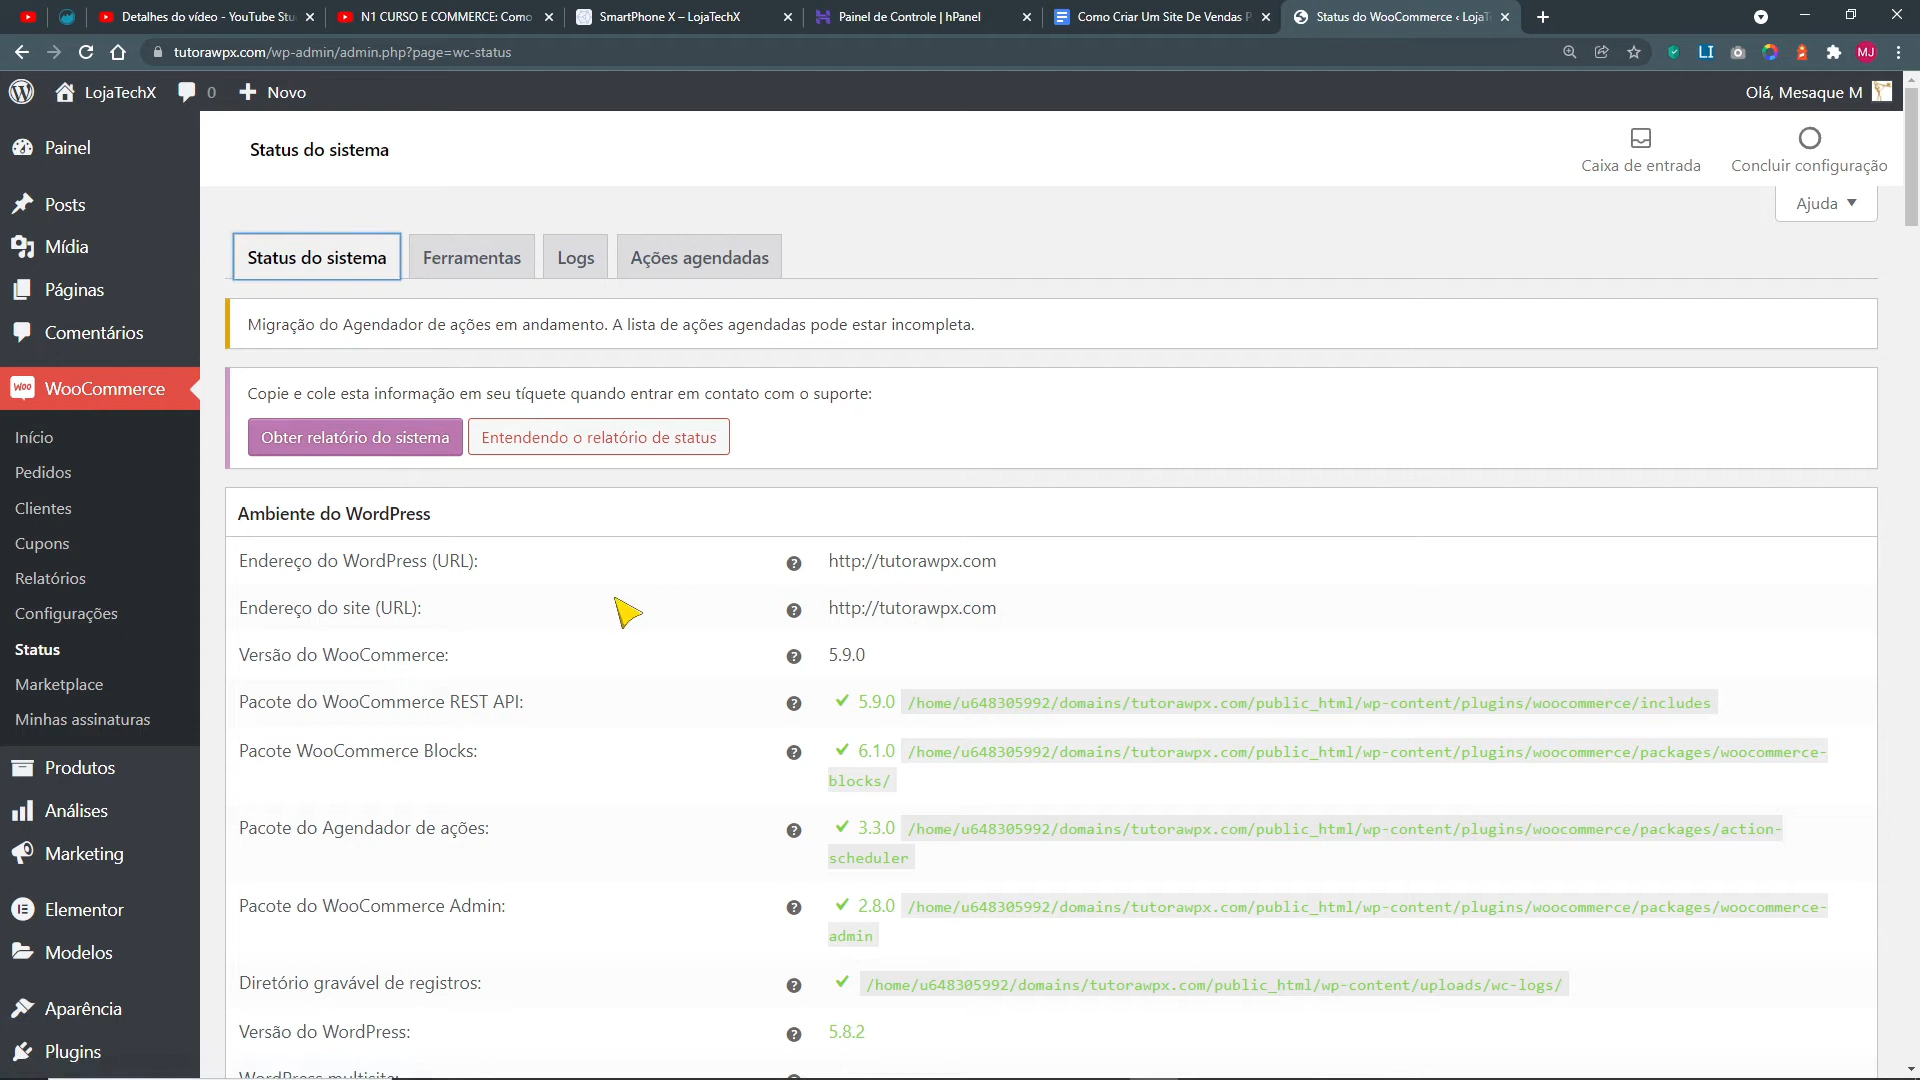 Detalhes do vídeo - YouTube Stu
N1 CURSO E COMMERCE: Como
SmartPhone X – LojaTechX
Painel de Controle | hPanel
Como Criar Um Site De Vendas P
Status do WooCommerce ‹ LojaTe
tutorawpx.com/wp-admin/admin.php?page=wc-status
LI
MJ
LojaTechX
0
Novo
Olá, Mesaque M
Painel
Posts
Mídia
Páginas
Comentários
Woo
WooCommerce
Início
Pedidos
Clientes
Cupons
Relatórios
Configurações
Status
Marketplace
Minhas assinaturas
Produtos
Análises
Marketing
Elementor
Modelos
Aparência
Plugins
Status do sistema
Caixa de entrada
Concluir configuração
Ajuda
Status do sistema
Ferramentas
Logs
Ações agendadas
Migração do Agendador de ações em andamento. A lista de ações agendadas pode estar incompleta.
Copie e cole esta informação em seu tíquete quando entrar em contato com o suporte:
Obter relatório do sistema
Entendendo o relatório de status
Ambiente do WordPress
Endereço do WordPress (URL): ? http://tutorawpx.com
Endereço do site (URL): ? http://tutorawpx.com
Versão do WooCommerce: ? 5.9.0
Pacote do WooCommerce REST API: ? ✔ 5.9.0 /home/u648305992/domains/tutorawpx.com/public_html/wp-content/plugins/woocommerce/includes
Pacote WooCommerce Blocks: ? ✔ 6.1.0 /home/u648305992/domains/tutorawpx.com/public_html/wp-content/plugins/woocommerce/packages/woocommerce-
blocks/
Pacote do Agendador de ações: ? ✔ 3.3.0 /home/u648305992/domains/tutorawpx.com/public_html/wp-content/plugins/woocommerce/packages/action-
scheduler
Pacote do WooCommerce Admin: ? ✔ 2.8.0 /home/u648305992/domains/tutorawpx.com/public_html/wp-content/plugins/woocommerce/packages/woocommerce-
admin
Diretório gravável de registros: ? ✔ /home/u648305992/domains/tutorawpx.com/public_html/wp-content/uploads/wc-logs/
Versão do WordPress: ? 5.8.2
WordPress multisite: